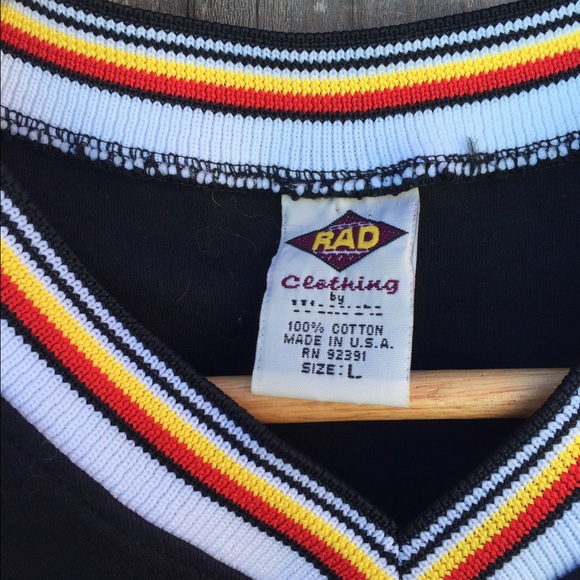 RAD
Clothing
by
100% COTTON
MADE IN U.S.A.
RN 92391
SIZE: L